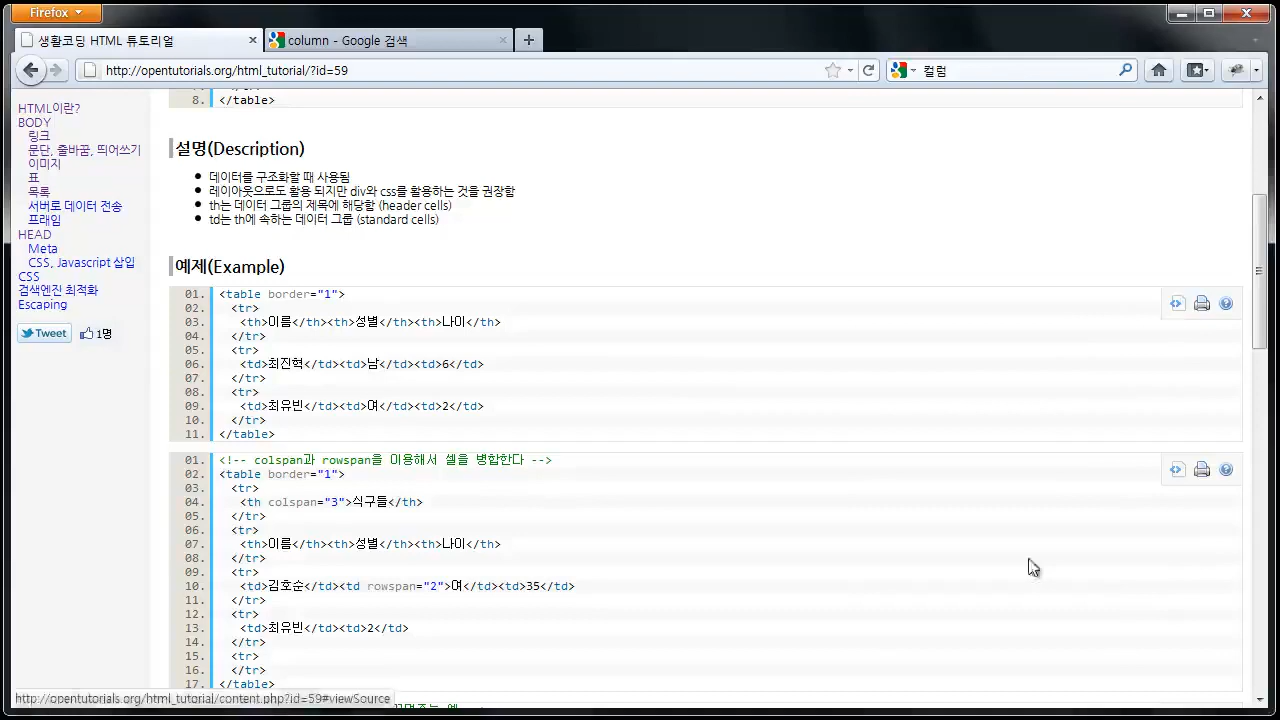 Firefox
생활코딩 HTML 튜토리얼
column - Google 검색
http://opentutorials.org/html_tutorial/?id=59
컬럼
HTML이란?
BODY
링크
문단, 줄바꿈, 띄어쓰기
이미지
표
목록
서버로 데이터 전송
프래임
HEAD
Meta
CSS, Javascript 삽입
CSS
검색엔진 최적화
Escaping
Tweet
1명
8. </table>
설명(Description)
데이터를 구조화할 때 사용됨
레이아웃으로도 활용 되지만 div와 css를 활용하는 것을 권장함
th는 데이터 그룹의 제목에 해당함 (header cells)
td는 th에 속하는 데이터 그룹 (standard cells)
예제(Example)
01. <table border="1">
02. <tr>
03. <th>이름</th><th>성별</th><th>나이</th>
04. </tr>
05. <tr>
06. <td>최진혁</td><td>남</td><td>6</td>
07. </tr>
08. <tr>
09. <td>최유빈</td><td>여</td><td>2</td>
10. </tr>
11. </table>
01. <!-- colspan과 rowspan을 이용해서 셀을 병합한다 -->
02. <table border="1">
03. <tr>
04. <th colspan="3">식구들</th>
05. </tr>
06. <tr>
07. <th>이름</th><th>성별</th><th>나이</th>
08. </tr>
09. <tr>
10. <td>김호순</td><td rowspan="2">여</td><td>35</td>
11. </tr>
12. <tr>
13. <td>최유빈</td><td>2</td>
14. </tr>
15. <tr>
16. </tr>
17. </table>
http://opentutorials.org/html_tutorial/content.php?id=59#viewSource